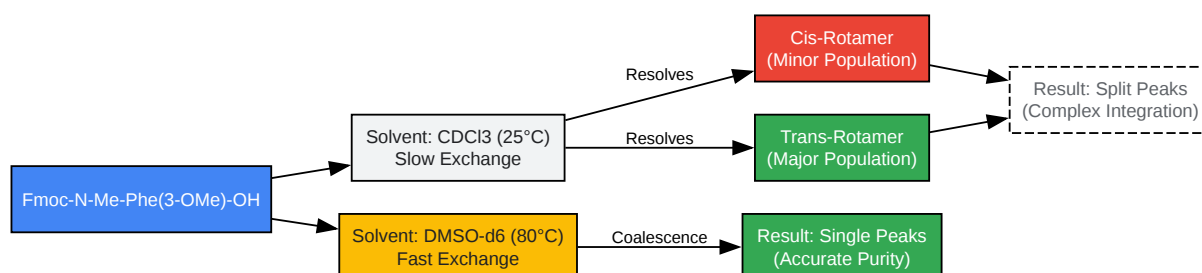 Fmoc-N-Me-Phe(3-OMe)-OH
Solvent: CDCl3 (25°C)
Slow Exchange
Resolves
Resolves
Cis-Rotamer
(Minor Population)
Trans-Rotamer
(Major Population)
Result: Split Peaks
(Complex Integration)
Solvent: DMSO-d6 (80°C)
Fast Exchange
Coalescence
Result: Single Peaks
(Accurate Purity)